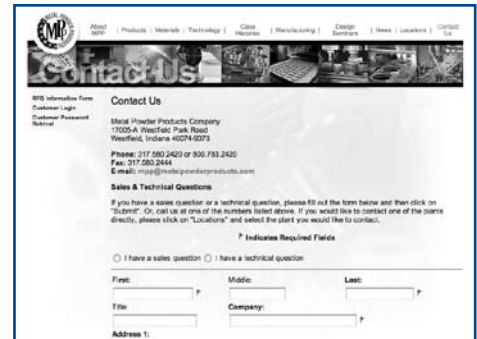 MPP
About MPP | Products | Materials | Technology | Case Histories | Manufacturing | Design Seminars | News | Locations | Contact Us
Contact Us
RFQ Information Form
Customer Login
Customer Password Retrival
Contact Us
Metal Powder Products Company
17005-A Westfield Park Road
Westfield, Indiana 46074-9373
Phone: 317.580.2420 or 800.783.2420
Fax: 317.580.2444
E-mail: mpp@metalpowderproducts.com
Sales & Technical Questions
If you have a sales question or a technical question, please fill out the form below and then click on
"Submit". Or, call us at one of the numbers listed above. If you would like to contact one of the plants
directly, please click on "Locations" and select the plant you would like to contact.
Indicates Required Fields
I have a sales question I have a technical question
First: Middle: Last:
Title: Company:
Address 1: